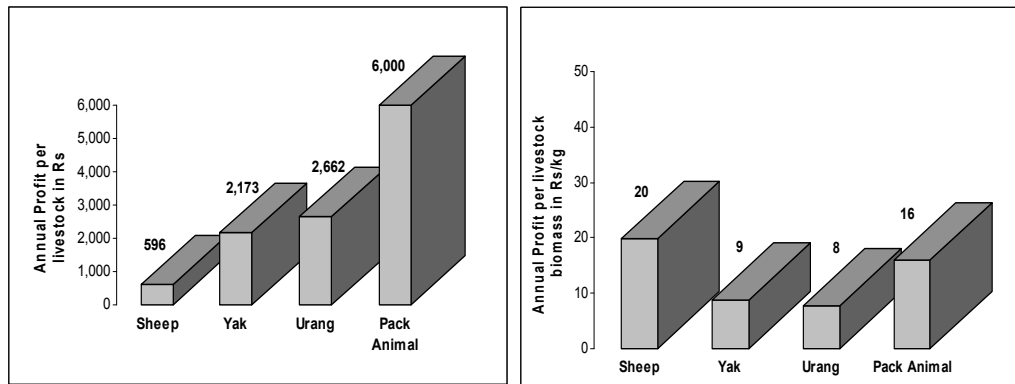 Annual Profit per
livestock in Rs
6,000
5,000
4,000
3,000
2,000
1,000
0
596
2,173
2,662
6,000
Sheep
Yak
Urang
Pack
Animal
Annual Profit per livestock
biomass in Rs/kg
50
40
30
20
10
0
20
9
8
16
Sheep
Yak
Urang
Pack Animal